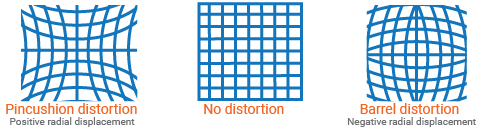 Pincushion distortion
Positive radial displacement
No distortion
Barrel distortion
Negative radial displacement